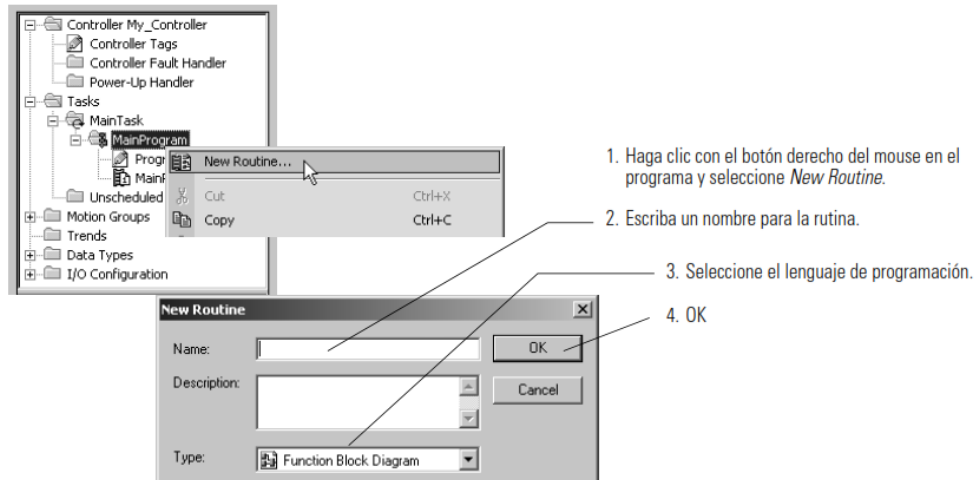 Controller My_Controller
Controller Tags
Controller Fault Handler
Power-Up Handler
Tasks
MainTask
MainProgram
Progr
MainR
Unscheduled
Motion Groups
Trends
Data Types
I/O Configuration
New Routine...
Cut Ctrl+X
Copy Ctrl+C
1. Haga clic con el botón derecho del mouse en el
programa y seleccione New Routine.
2. Escriba un nombre para la rutina.
3. Seleccione el lenguaje de programación.
4. OK
New Routine
Name:
OK
Description:
Cancel
Type:
Function Block Diagram